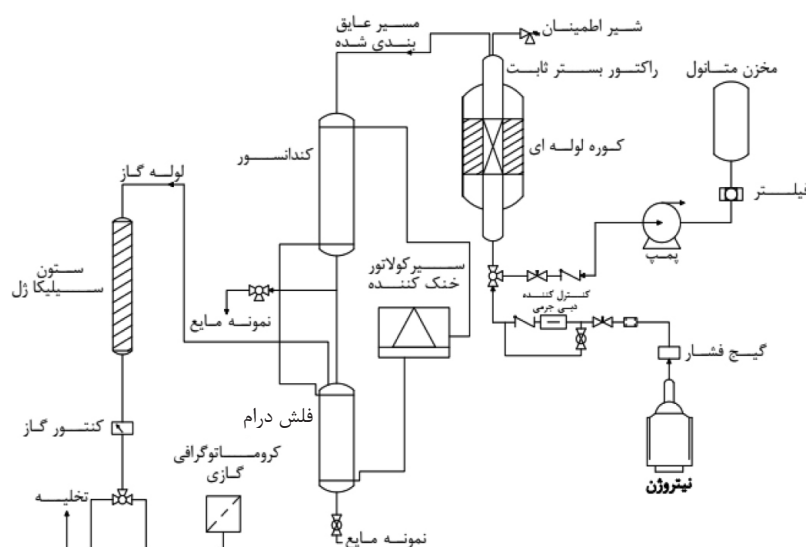 شیر اطمینان
مسیر عایق
بندی شده
راکتور بستر ثابت
مخزن متانول
کندانسور
کوره لوله ای
لوله گاز
فیلتر
پمپ
ستون
سیلیکا ژل
سیرکولاتور
خنک کننده
کنترل کننده
دبی جرمی
نمونه مایع
گیج فشار
فلش درام
کنتور گاز
کروماتوگرافی
گازی
نیتروژن
تخلیه
نمونه مایع